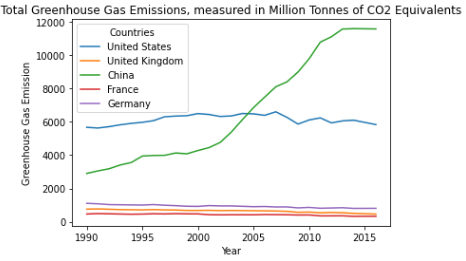 Total Greenhouse Gas Emissions, measured in Million Tonnes of CO2 Equivalents
12000
10000
8000
6000
4000
2000
0
Greenhouse Gas Emission
Countries
United States
United Kingdom
China
France
Germany
1990
1995
2000
2005
2010
2015
Year